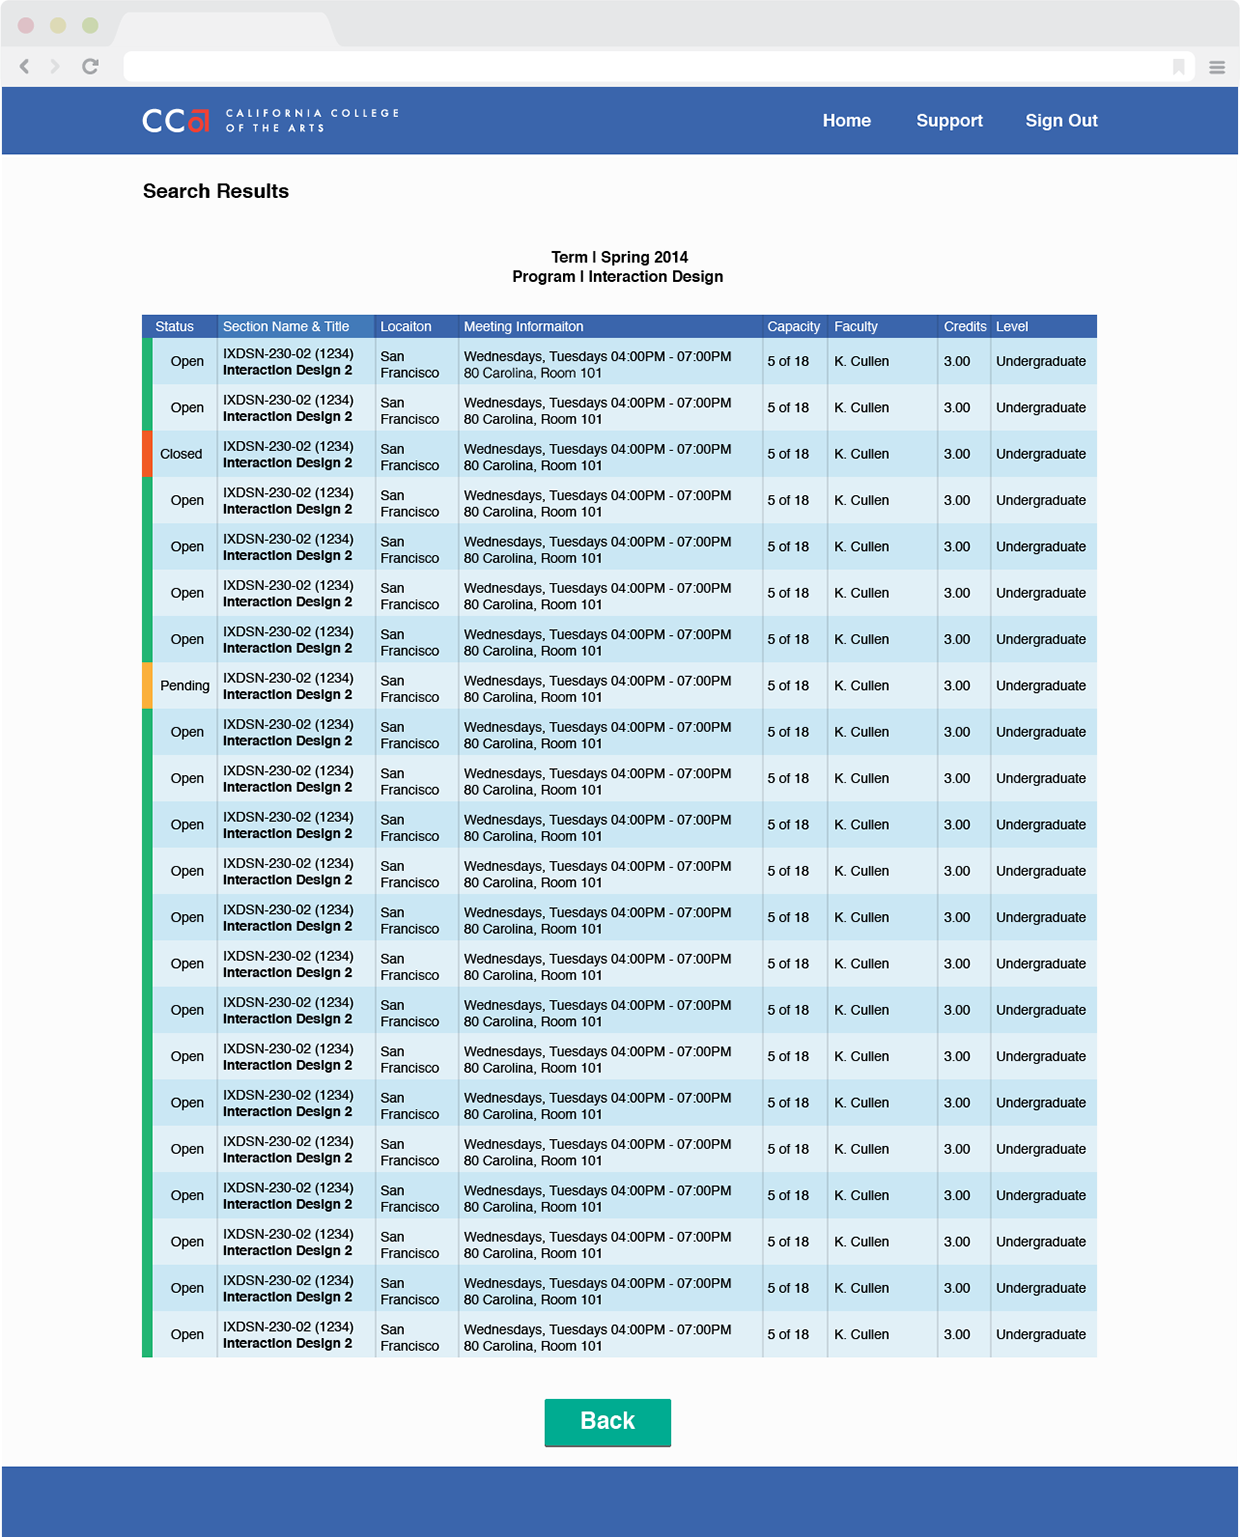 CCa CALIFORNIA COLLEGE
OF THE ARTS
Home Support Sign Out
Search Results
Term | Spring 2014
Program | Interaction Design
Status Section Name & Title Locaiton Meeting Informaiton Capacity Faculty Credits Level
Open IXDSN-230-02 (1234) San Wednesdays, Tuesdays 04:00PM - 07:00PM 5 of 18 K. Cullen 3.00 Undergraduate
Interaction Design 2 Francisco 80 Carolina, Room 101
Open IXDSN-230-02 (1234) San Wednesdays, Tuesdays 04:00PM - 07:00PM 5 of 18 K. Cullen 3.00 Undergraduate
Interaction Design 2 Francisco 80 Carolina, Room 101
Closed IXDSN-230-02 (1234) San Wednesdays, Tuesdays 04:00PM - 07:00PM 5 of 18 K. Cullen 3.00 Undergraduate
Interaction Design 2 Francisco 80 Carolina, Room 101
Open IXDSN-230-02 (1234) San Wednesdays, Tuesdays 04:00PM - 07:00PM 5 of 18 K. Cullen 3.00 Undergraduate
Interaction Design 2 Francisco 80 Carolina, Room 101
Open IXDSN-230-02 (1234) San Wednesdays, Tuesdays 04:00PM - 07:00PM 5 of 18 K. Cullen 3.00 Undergraduate
Interaction Design 2 Francisco 80 Carolina, Room 101
Open IXDSN-230-02 (1234) San Wednesdays, Tuesdays 04:00PM - 07:00PM 5 of 18 K. Cullen 3.00 Undergraduate
Interaction Design 2 Francisco 80 Carolina, Room 101
Open IXDSN-230-02 (1234) San Wednesdays, Tuesdays 04:00PM - 07:00PM 5 of 18 K. Cullen 3.00 Undergraduate
Interaction Design 2 Francisco 80 Carolina, Room 101
Pending IXDSN-230-02 (1234) San Wednesdays, Tuesdays 04:00PM - 07:00PM 5 of 18 K. Cullen 3.00 Undergraduate
Interaction Design 2 Francisco 80 Carolina, Room 101
Open IXDSN-230-02 (1234) San Wednesdays, Tuesdays 04:00PM - 07:00PM 5 of 18 K. Cullen 3.00 Undergraduate
Interaction Design 2 Francisco 80 Carolina, Room 101
Open IXDSN-230-02 (1234) San Wednesdays, Tuesdays 04:00PM - 07:00PM 5 of 18 K. Cullen 3.00 Undergraduate
Interaction Design 2 Francisco 80 Carolina, Room 101
Open IXDSN-230-02 (1234) San Wednesdays, Tuesdays 04:00PM - 07:00PM 5 of 18 K. Cullen 3.00 Undergraduate
Interaction Design 2 Francisco 80 Carolina, Room 101
Open IXDSN-230-02 (1234) San Wednesdays, Tuesdays 04:00PM - 07:00PM 5 of 18 K. Cullen 3.00 Undergraduate
Interaction Design 2 Francisco 80 Carolina, Room 101
Open IXDSN-230-02 (1234) San Wednesdays, Tuesdays 04:00PM - 07:00PM 5 of 18 K. Cullen 3.00 Undergraduate
Interaction Design 2 Francisco 80 Carolina, Room 101
Open IXDSN-230-02 (1234) San Wednesdays, Tuesdays 04:00PM - 07:00PM 5 of 18 K. Cullen 3.00 Undergraduate
Interaction Design 2 Francisco 80 Carolina, Room 101
Open IXDSN-230-02 (1234) San Wednesdays, Tuesdays 04:00PM - 07:00PM 5 of 18 K. Cullen 3.00 Undergraduate
Interaction Design 2 Francisco 80 Carolina, Room 101
Open IXDSN-230-02 (1234) San Wednesdays, Tuesdays 04:00PM - 07:00PM 5 of 18 K. Cullen 3.00 Undergraduate
Interaction Design 2 Francisco 80 Carolina, Room 101
Open IXDSN-230-02 (1234) San Wednesdays, Tuesdays 04:00PM - 07:00PM 5 of 18 K. Cullen 3.00 Undergraduate
Interaction Design 2 Francisco 80 Carolina, Room 101
Open IXDSN-230-02 (1234) San Wednesdays, Tuesdays 04:00PM - 07:00PM 5 of 18 K. Cullen 3.00 Undergraduate
Interaction Design 2 Francisco 80 Carolina, Room 101
Open IXDSN-230-02 (1234) San Wednesdays, Tuesdays 04:00PM - 07:00PM 5 of 18 K. Cullen 3.00 Undergraduate
Interaction Design 2 Francisco 80 Carolina, Room 101
Open IXDSN-230-02 (1234) San Wednesdays, Tuesdays 04:00PM - 07:00PM 5 of 18 K. Cullen 3.00 Undergraduate
Interaction Design 2 Francisco 80 Carolina, Room 101
Open IXDSN-230-02 (1234) San Wednesdays, Tuesdays 04:00PM - 07:00PM 5 of 18 K. Cullen 3.00 Undergraduate
Interaction Design 2 Francisco 80 Carolina, Room 101
Open IXDSN-230-02 (1234) San Wednesdays, Tuesdays 04:00PM - 07:00PM 5 of 18 K. Cullen 3.00 Undergraduate
Interaction Design 2 Francisco 80 Carolina, Room 101
Back